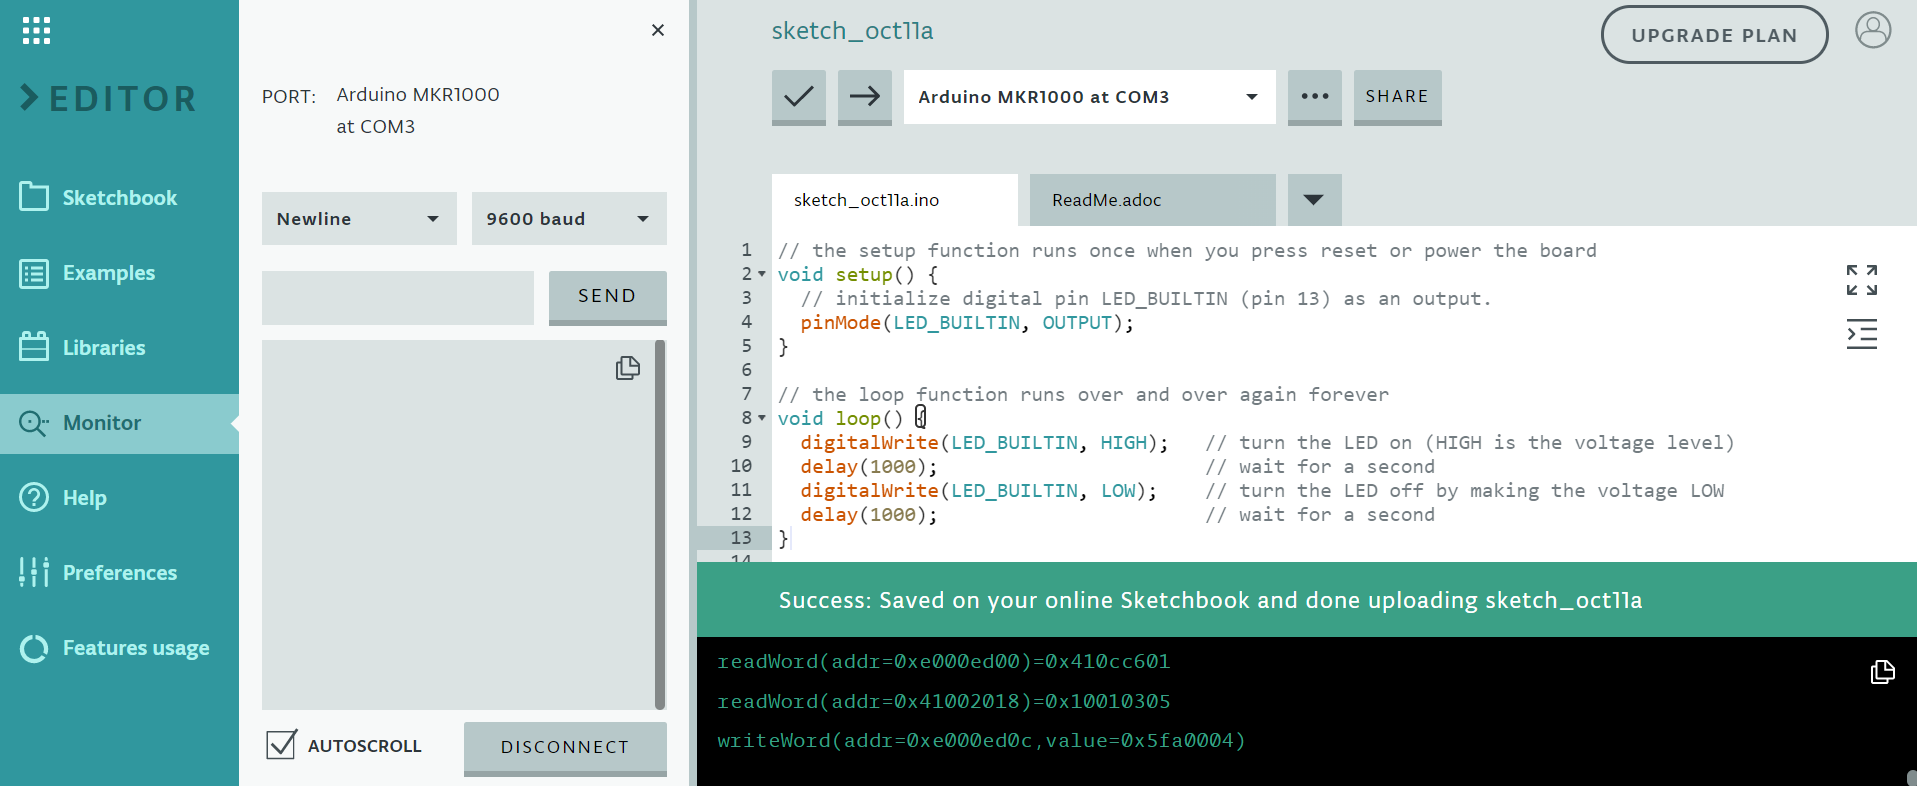 EDITOR
Sketchbook
Examples
Libraries
Monitor
Help
Preferences
Features usage
PORT: Arduino MKR1000
at COM3
Newline
9600 baud
SEND
AUTOSCROLL
DISCONNECT
sketch_oct11a
UPGRADE PLAN
Arduino MKR1000 at COM3
SHARE
sketch_oct11a.ino
ReadMe.adoc
1 // the setup function runs once when you press reset or power the board
2 void setup() {
3   // initialize digital pin LED_BUILTIN (pin 13) as an output.
4   pinMode(LED_BUILTIN, OUTPUT);
5 }
6
7 // the loop function runs over and over again forever
8 void loop() {
9   digitalWrite(LED_BUILTIN, HIGH);   // turn the LED on (HIGH is the voltage level)
10   delay(1000);                       // wait for a second
11   digitalWrite(LED_BUILTIN, LOW);    // turn the LED off by making the voltage LOW
12   delay(1000);                       // wait for a second
13 }
14
Success: Saved on your online Sketchbook and done uploading sketch_oct11a
readWord(addr=0xe000ed00)=0x410cc601
readWord(addr=0x41002018)=0x10010305
writeWord(addr=0xe000ed0c,value=0x5fa0004)